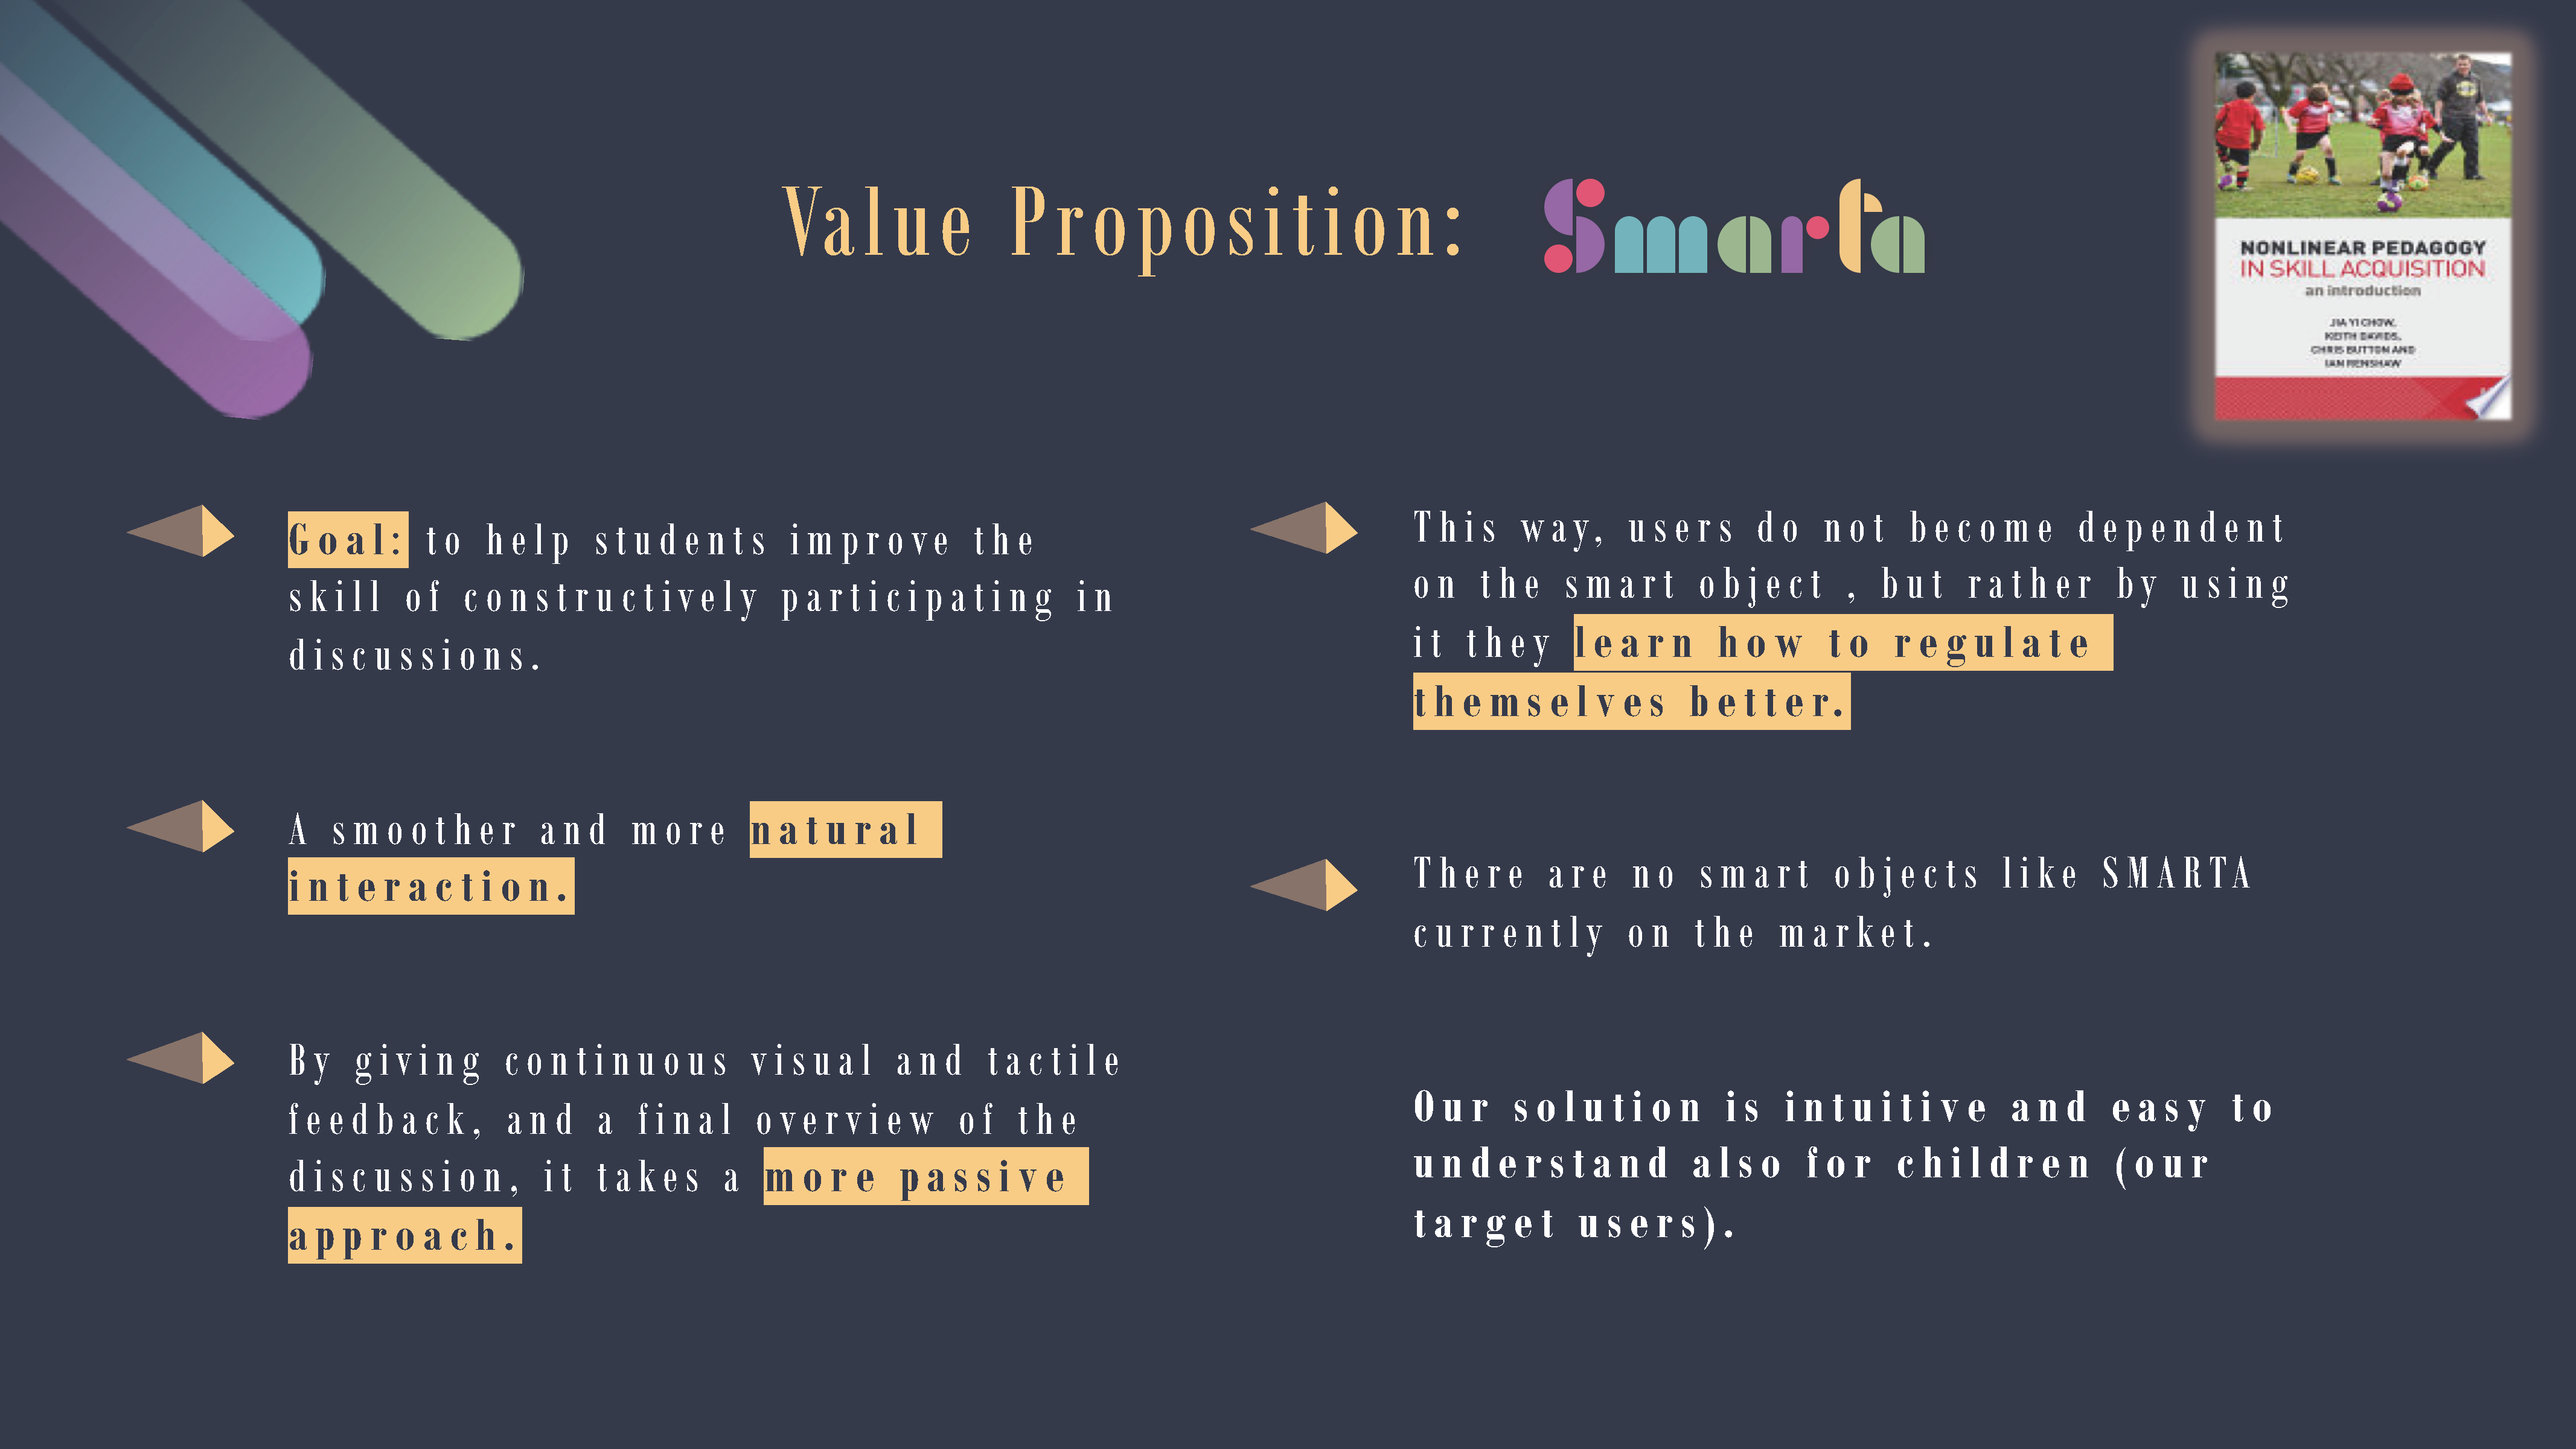 Value Proposition: Smarta
NONLINEAR PEDAGOGY
IN SKILL ACQUISITION
an introduction
JIA YI CHOW,
KEITH DAVIDS,
CHRIS BUTTON AND
IAN RENSHAW
Goal: to help students improve the
skill of constructively participating in
discussions.
A smoother and more natural
interaction.
By giving continuous visual and tactile
feedback, and a final overview of the
discussion, it takes a more passive
approach.
This way, users do not become dependent
on the smart object , but rather by using
it they learn how to regulate
themselves better.
There are no smart objects like SMARTA
currently on the market.
Our solution is intuitive and easy to
understand also for children (our
target users).